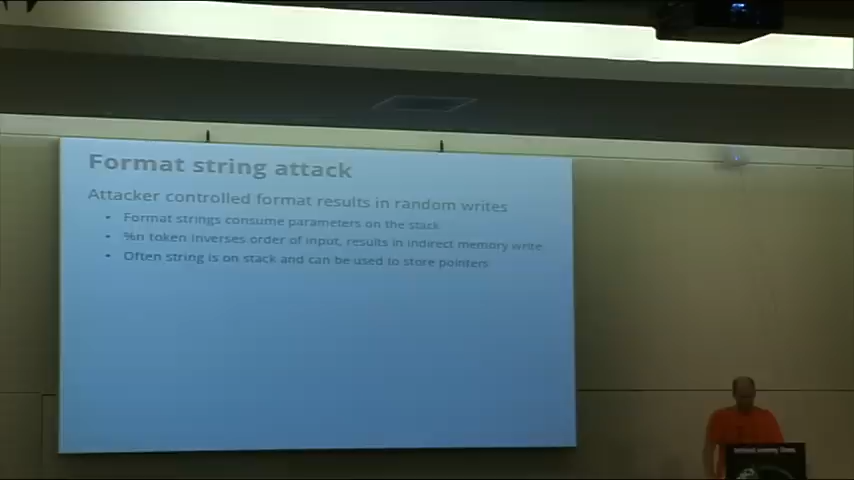 Format string attack
Attacker controlled format results in random writes
Format strings consume parameters on the stack
%n token inverses order of input, results in indirect memory write
Often string is on stack and can be used to store pointers